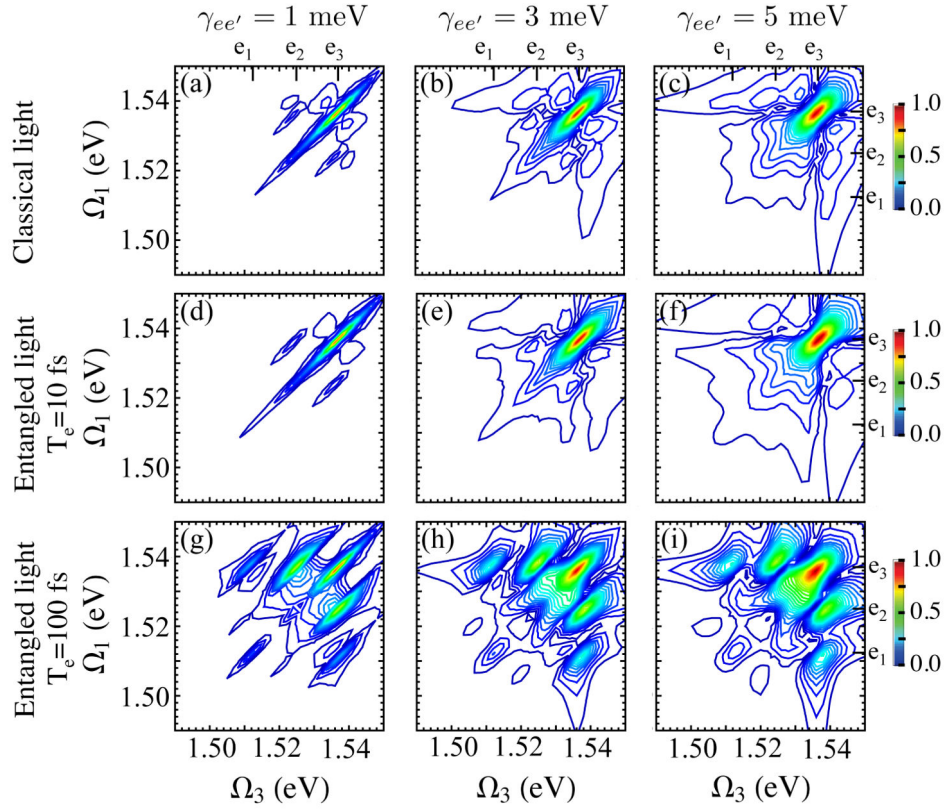 γee′ = 1 meV γee′ = 3 meV γee′ = 5 meV
e1 e2 e3 e1 e2 e3 e1 e2 e3
Classical light
Ω1 (eV)
1.54
1.52
1.50
(a)
(b)
(c)
e3
e2
e1
1.0
0.5
0.0
Entangled light
Te=10 fs
Ω1 (eV)
1.54
1.52
1.50
(d)
(e)
(f)
e3
e2
e1
1.0
0.5
0.0
Entangled light
Te=100 fs
Ω1 (eV)
1.54
1.52
1.50
(g)
(h)
(i)
e3
e2
e1
1.0
0.5
0.0
1.50 1.52 1.54 1.50 1.52 1.54 1.50 1.52 1.54
Ω3 (eV) Ω3 (eV) Ω3 (eV)